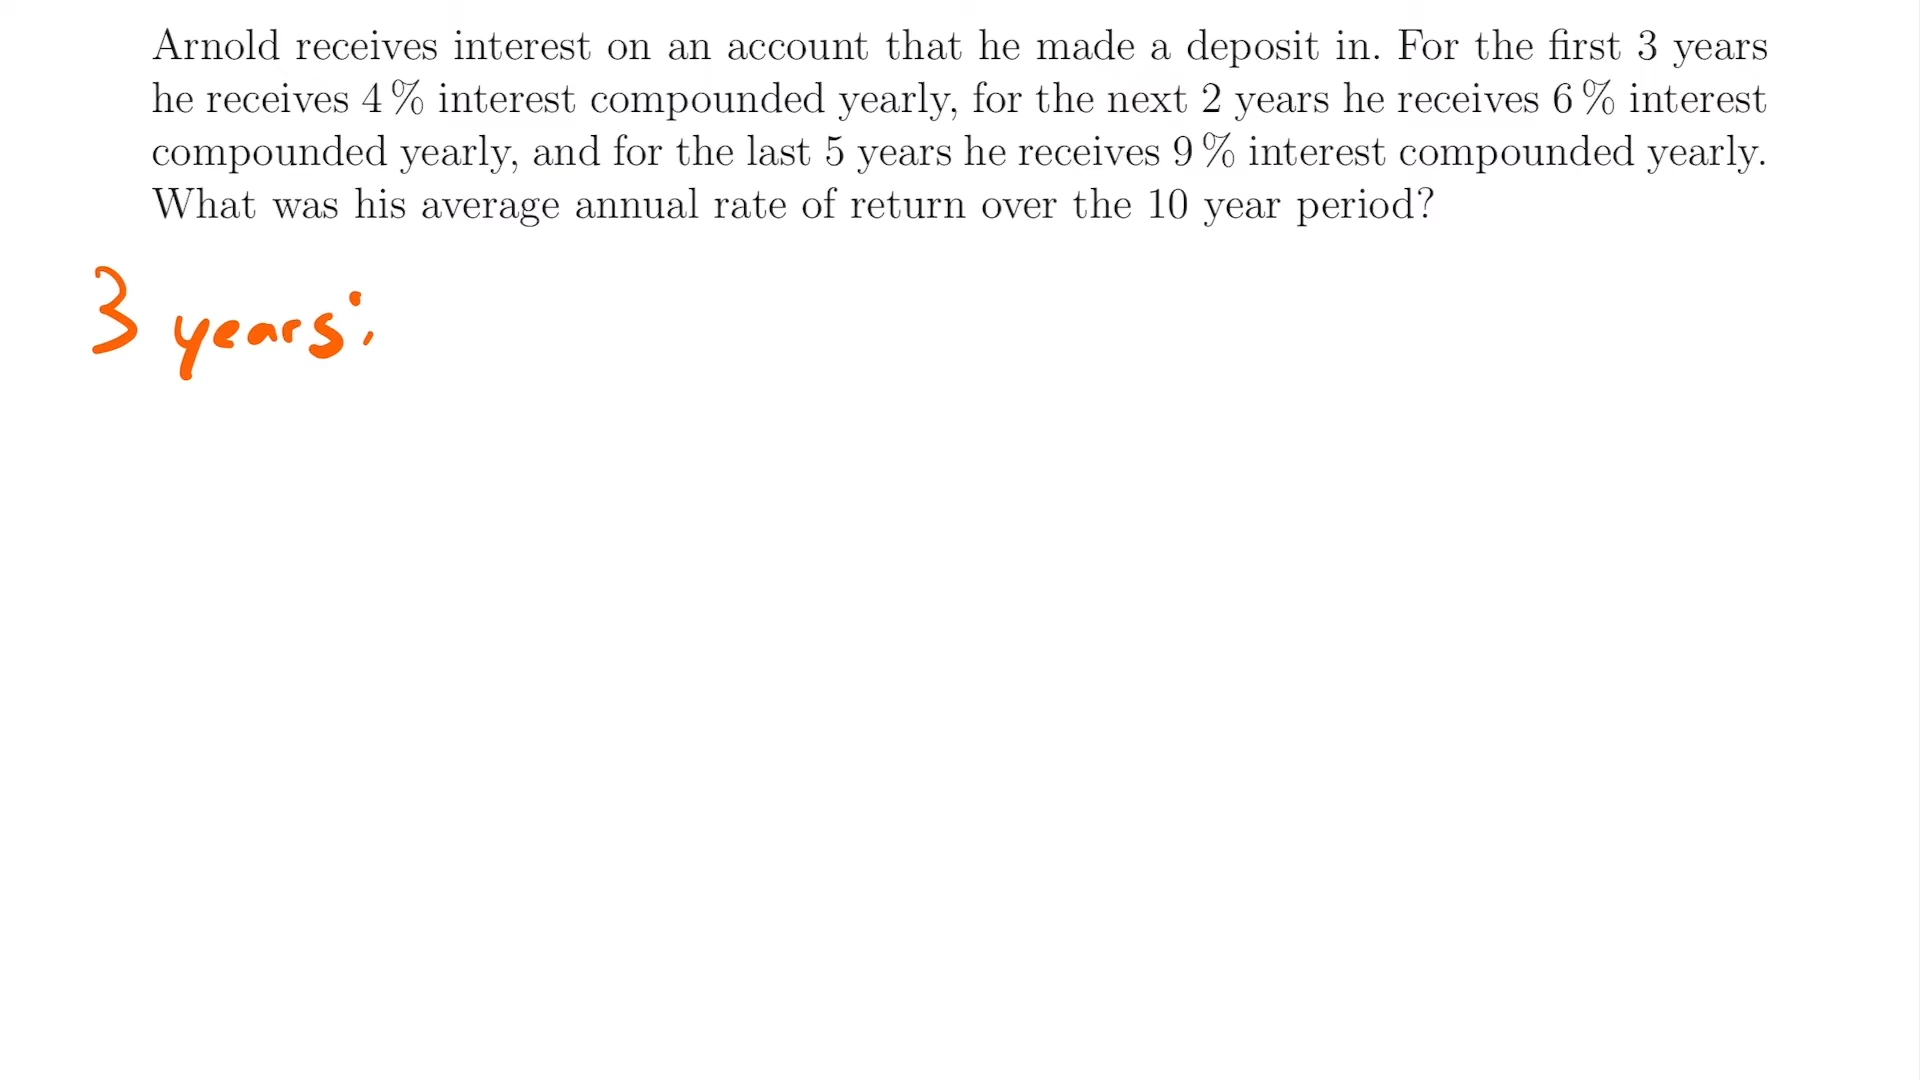 Arnold receives interest on an account that he made a deposit in. For the first 3 years
he receives 4 % interest compounded yearly, for the next 2 years he receives 6 % interest
compounded yearly, and for the last 5 years he receives 9 % interest compounded yearly.
What was his average annual rate of return over the 10 year period?
3 years: